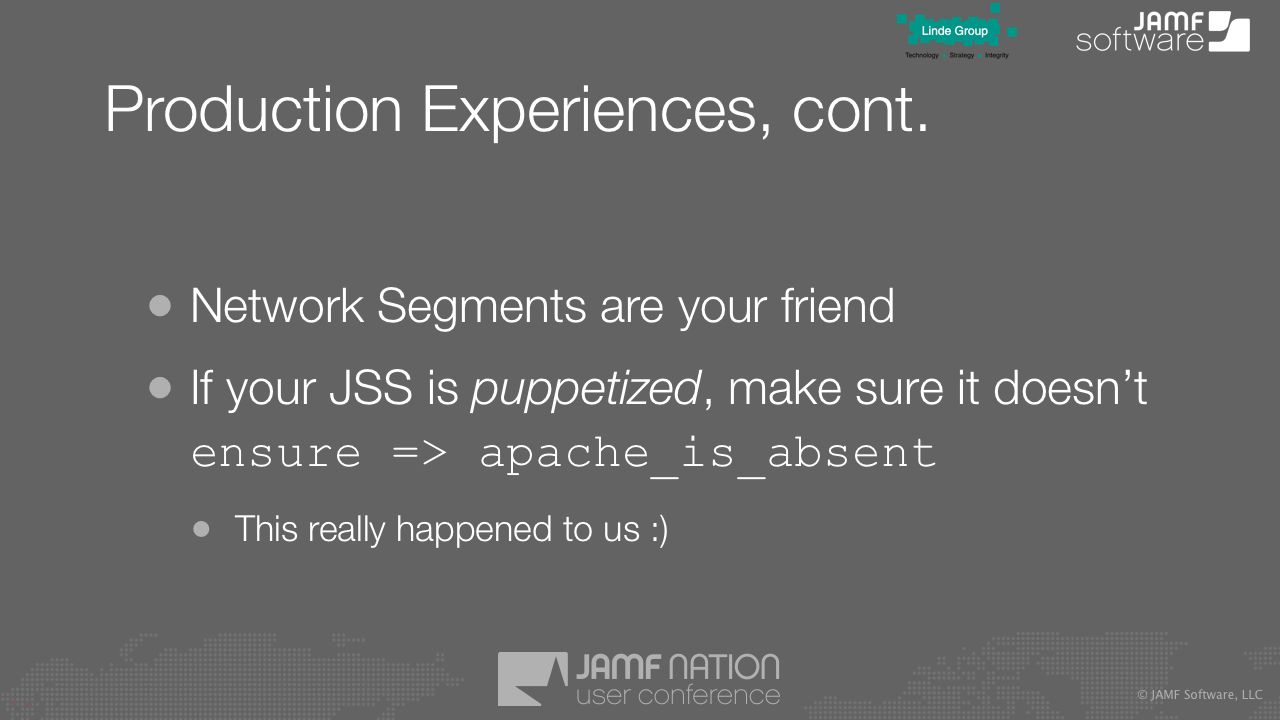 Linde Group
Technology Strategy Integrity
JAMF
software
Production Experiences, cont.
Network Segments are your friend
If your JSS is puppetized, make sure it doesn’t
ensure => apache_is_absent
This really happened to us :)
JAMF NATION
user conference
© JAMF Software, LLC